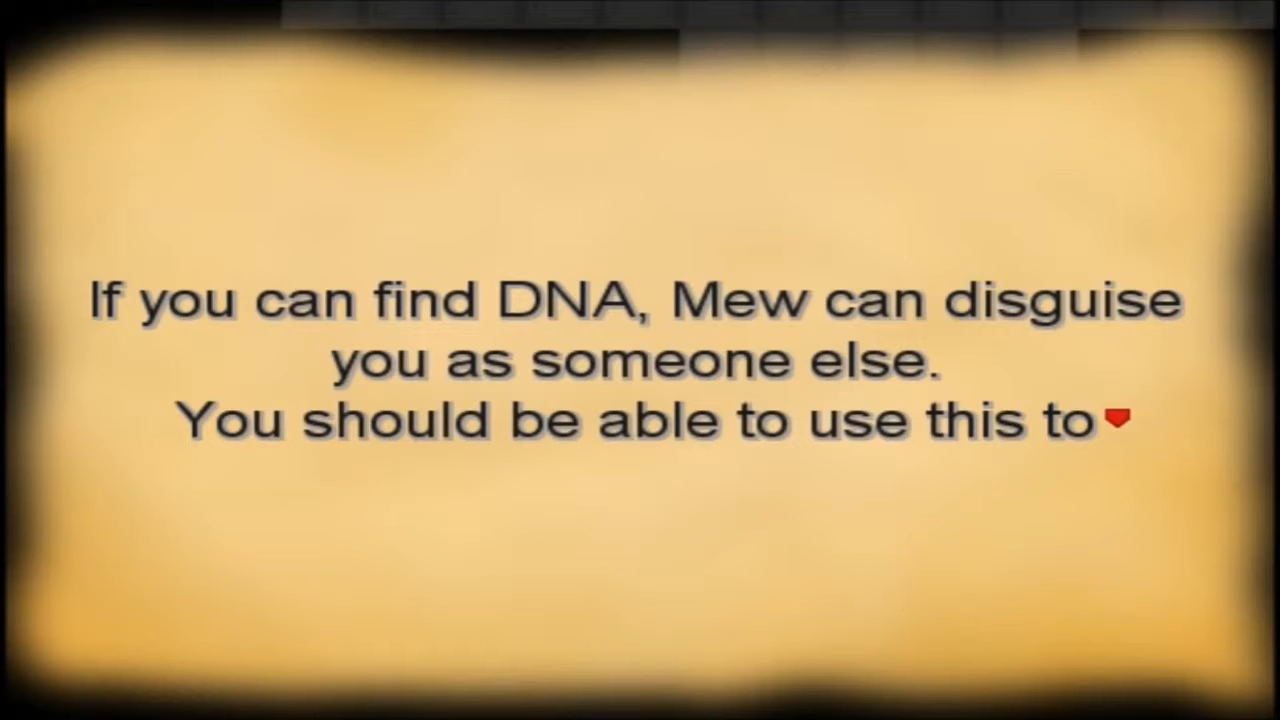 If you can find DNA, Mew can disguise
you as someone else.
You should be able to use this to